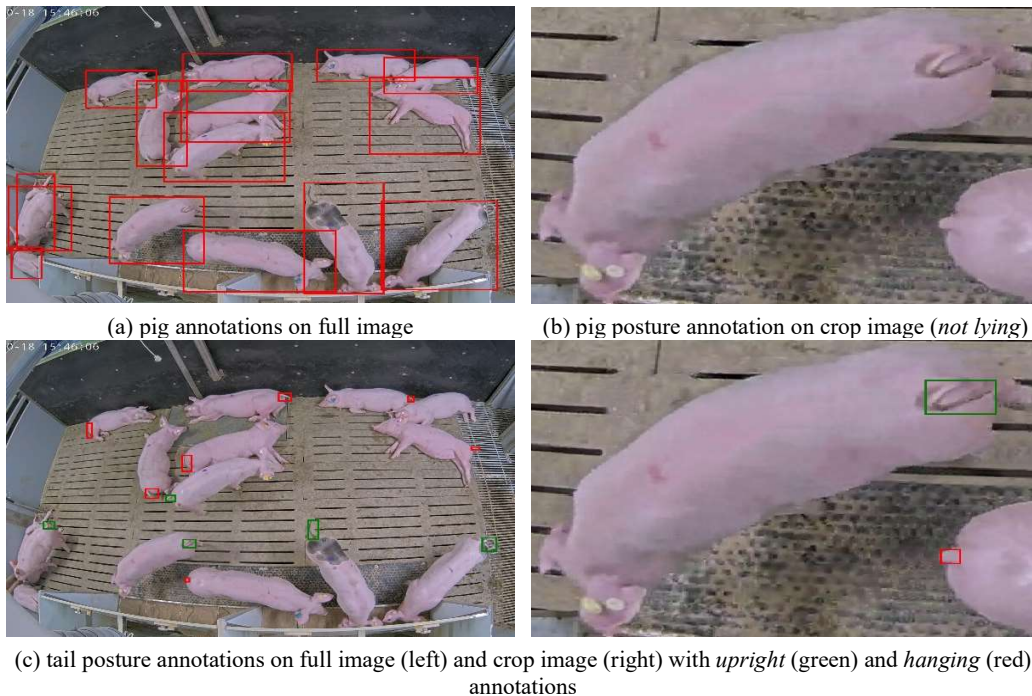 0-18 15:46:06
(a) pig annotations on full image
(b) pig posture annotation on crop image (not lying)
0-18 15:46:06
(c) tail posture annotations on full image (left) and crop image (right) with upright (green) and hanging (red)
annotations